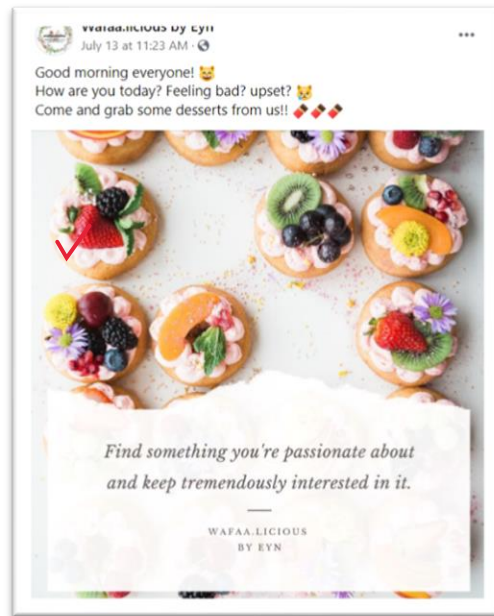 Wafaa.licious by Eyn
July 13 at 11:23 AM ·
Good morning everyone! 😸
How are you today? Feeling bad? upset? 😿
Come and grab some desserts from us!! 🍫🍫🍫
Find something you're passionate about
and keep tremendously interested in it.
WAFAA.LICIOUS
BY EYN